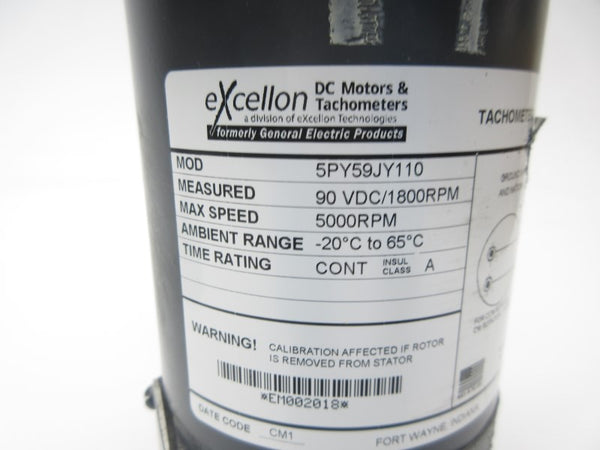 eXcellon DC Motors & Tachometers
a division of eXcellon Technologies
formerly General Electric Products
TACHOMETE
MOD 5PY59JY110
MEASURED 90 VDC/1800RPM
MAX SPEED 5000RPM
AMBIENT RANGE -20°C to 65°C
TIME RATING CONT INSUL CLASS A
WARNING! CALIBRATION AFFECTED IF ROTOR
IS REMOVED FROM STATOR
*EM002018*
DATE CODE CM1
FORT WAYNE, INDIANA